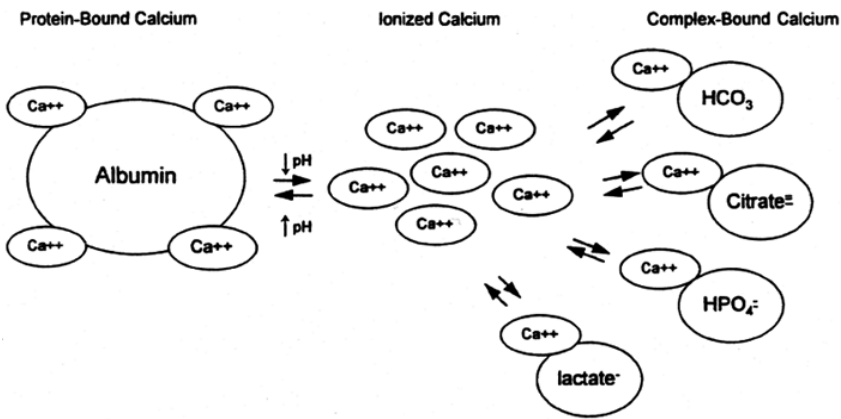 Protein-Bound Calcium
Ionized Calcium
Complex-Bound Calcium
Ca++
Ca++
Albumin
Ca++
Ca++
↓pH
↑pH
Ca++
Ca++
Ca++
Ca++
Ca++
Ca++
Ca++
HCO₃
Ca++
Citrate⁼
Ca++
HPO₄⁼
Ca++
lactate⁻